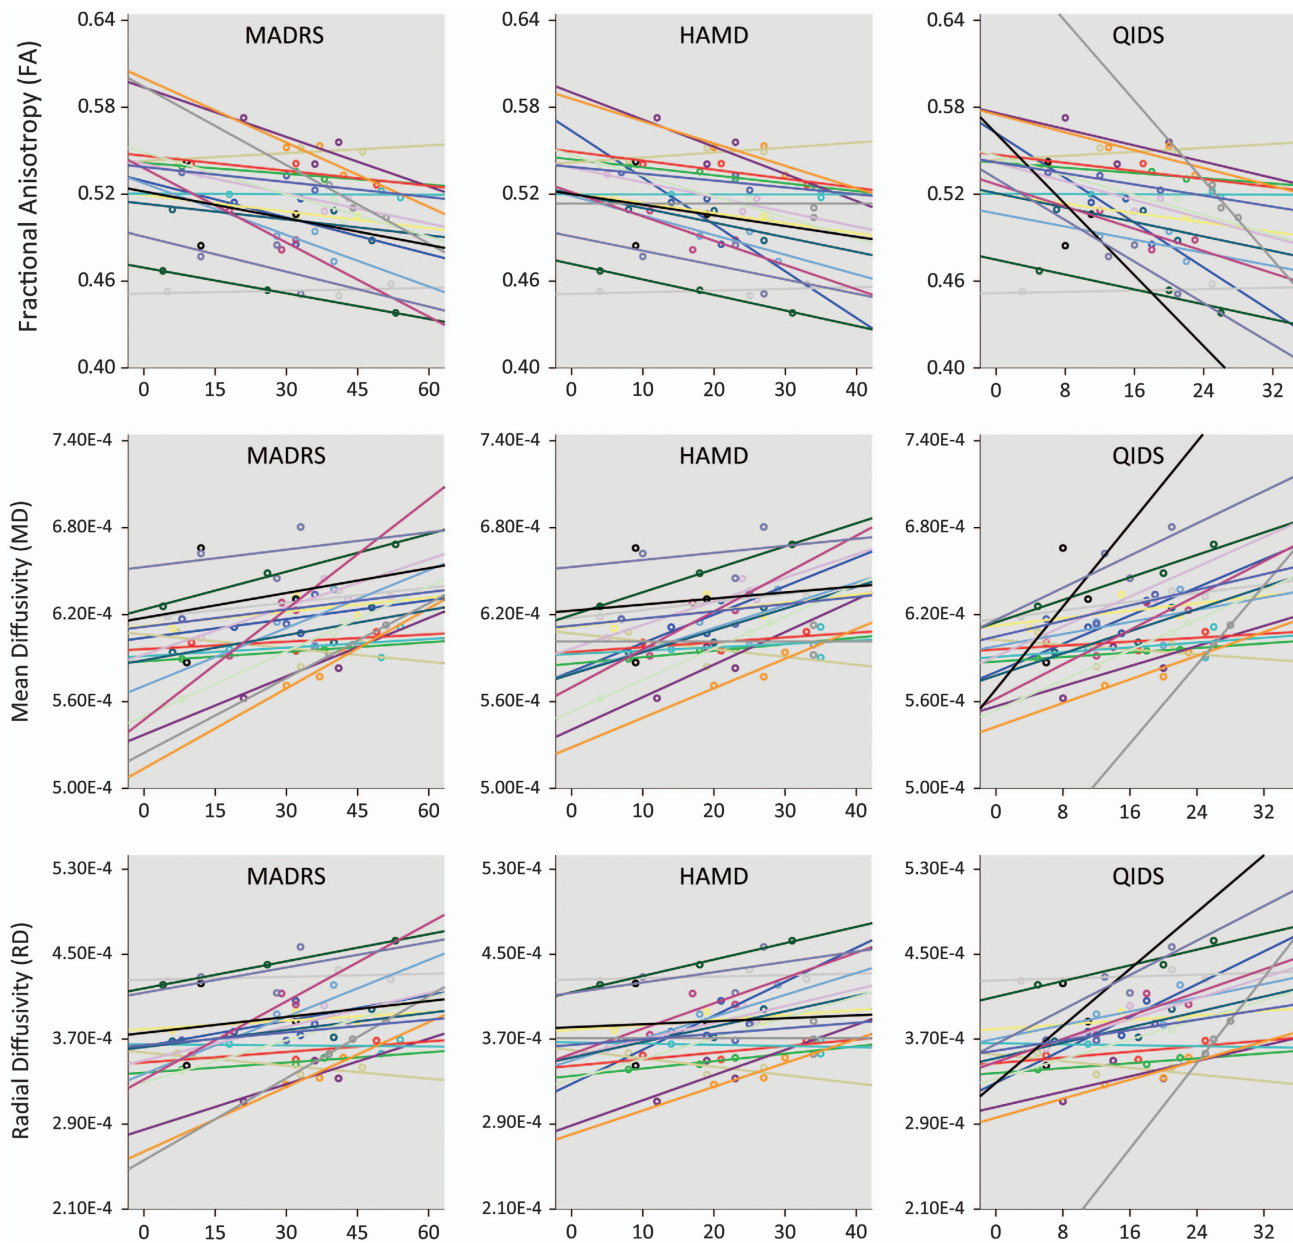 MADRS HAMD QIDS
Fractional Anisotropy (FA)
0.64 0.64 0.64
0.58 0.58 0.58
0.52 0.52 0.52
0.46 0.46 0.46
0.40 0.40 0.40
0 15 30 45 60 0 10 20 30 40 0 8 16 24 32
MADRS HAMD QIDS
Mean Diffusivity (MD)
7.40E-4 7.40E-4 7.40E-4
6.80E-4 6.80E-4 6.80E-4
6.20E-4 6.20E-4 6.20E-4
5.60E-4 5.60E-4 5.60E-4
5.00E-4 5.00E-4 5.00E-4
0 15 30 45 60 0 10 20 30 40 0 8 16 24 32
MADRS HAMD QIDS
Radial Diffusivity (RD)
5.30E-4 5.30E-4 5.30E-4
4.50E-4 4.50E-4 4.50E-4
3.70E-4 3.70E-4 3.70E-4
2.90E-4 2.90E-4 2.90E-4
2.10E-4 2.10E-4 2.10E-4
0 15 30 45 60 0 10 20 30 40 0 8 16 24 32